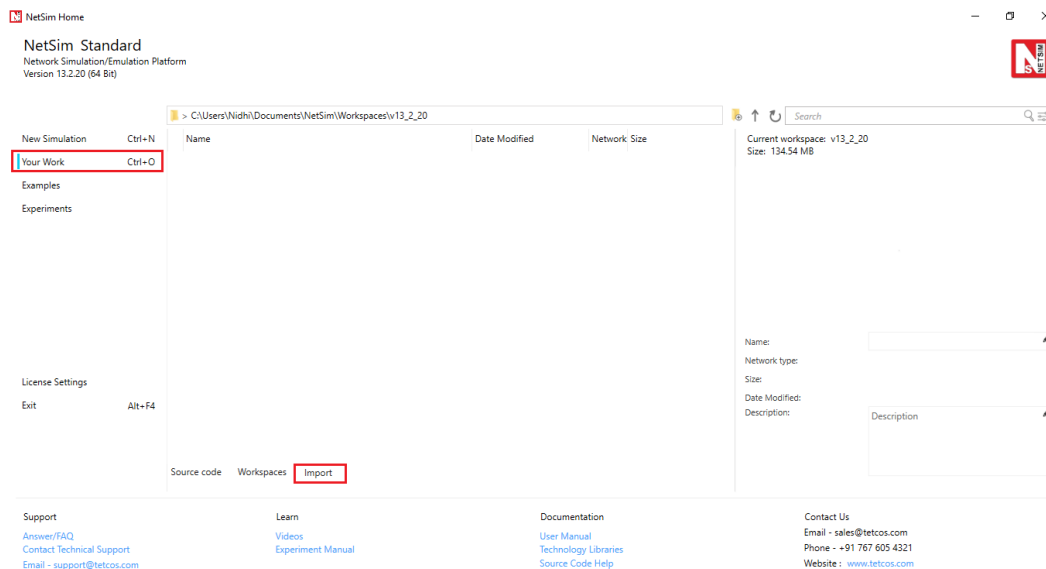 NetSim Home
NetSim Standard
Network Simulation/Emulation Platform
Version 13.2.20 (64 Bit)
NETSIM
> C:\Users\Nidhi\Documents\NetSim\Workspaces\v13_2_20
Search
New Simulation Ctrl+N
Your Work Ctrl+O
Examples
Experiments
License Settings
Exit Alt+F4
Name Date Modified Network Size
Source code Workspaces Import
Current workspace: v13_2_20
Size: 134.54 MB
Name:
Network type:
Size:
Date Modified:
Description:
Description
Support
Answer/FAQ
Contact Technical Support
Email - support@tetcos.com
Learn
Videos
Experiment Manual
Documentation
User Manual
Technology Libraries
Source Code Help
Contact Us
Email - sales@tetcos.com
Phone - +91 767 605 4321
Website : www.tetcos.com